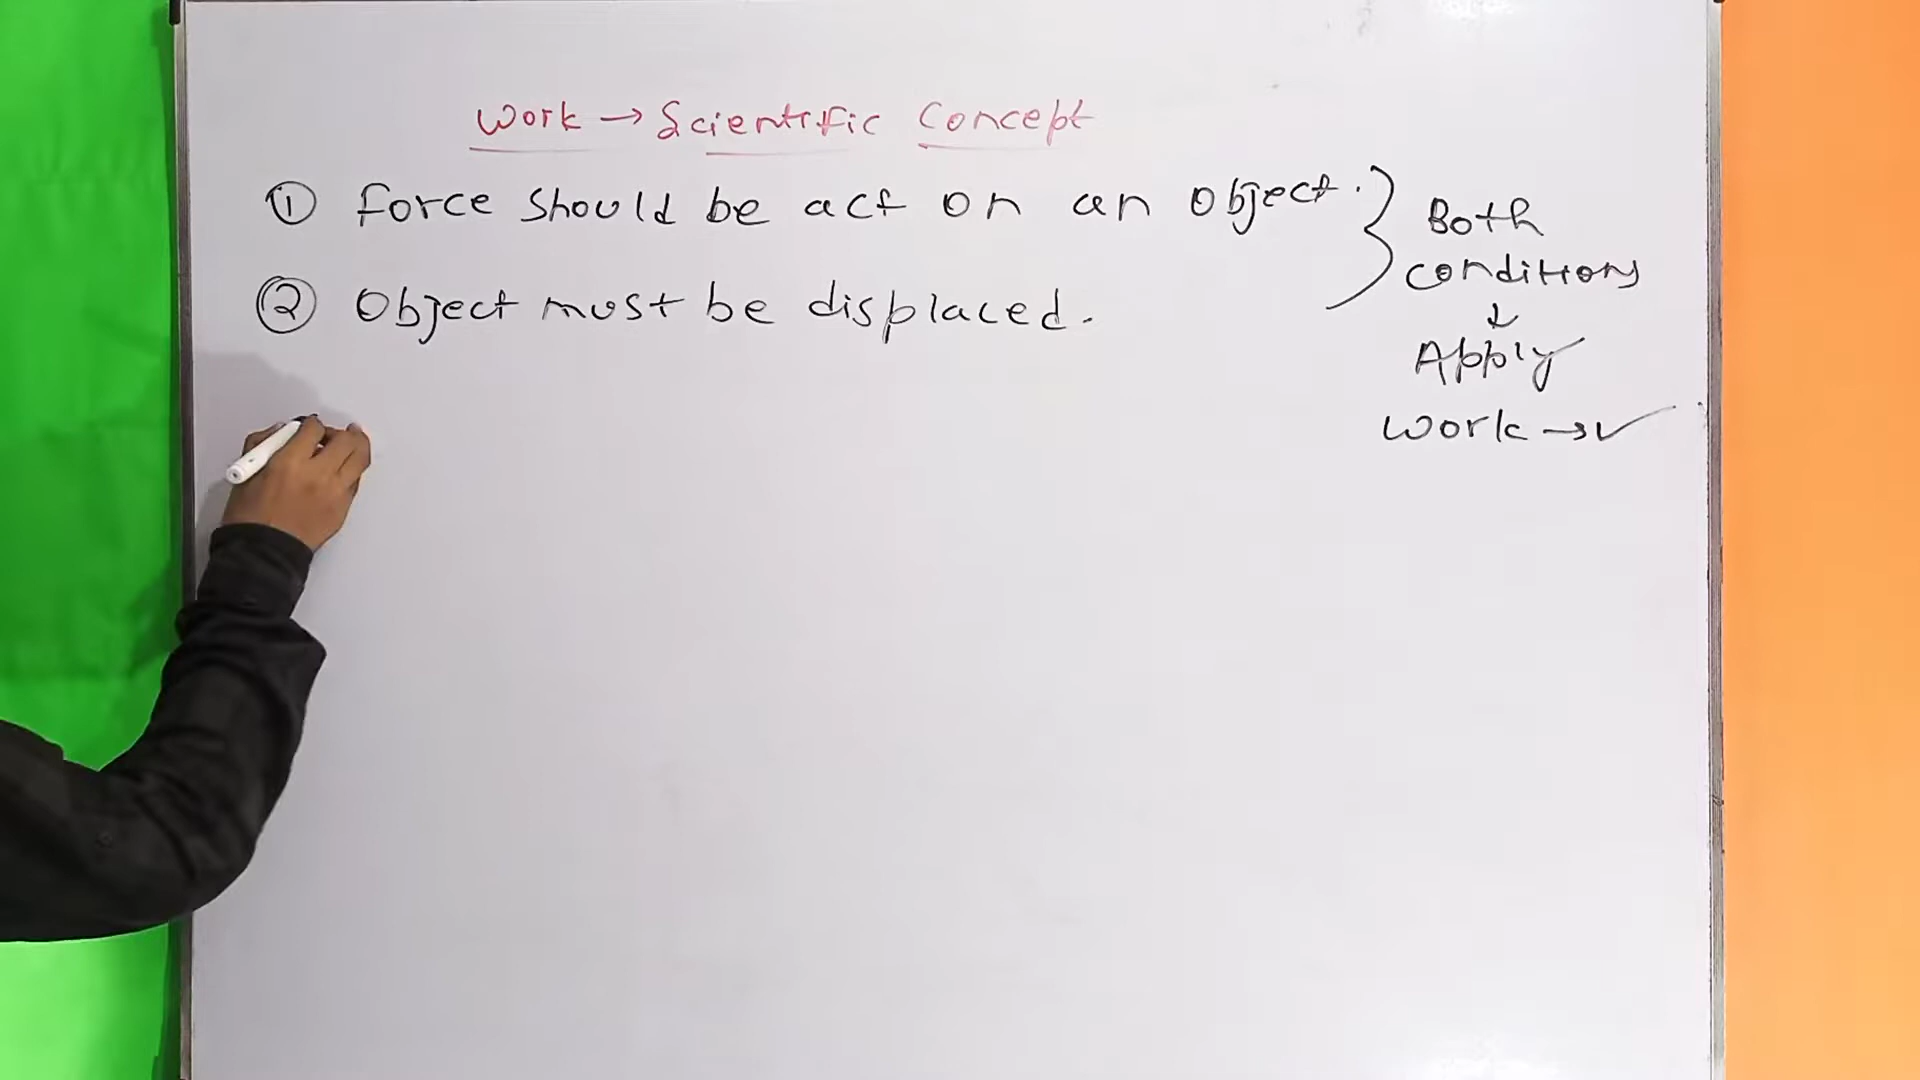 Work → Scientific Concept
① Force should be act on an object.
② Object must be displaced.
Both
conditions
↓
Apply
Work → ✓